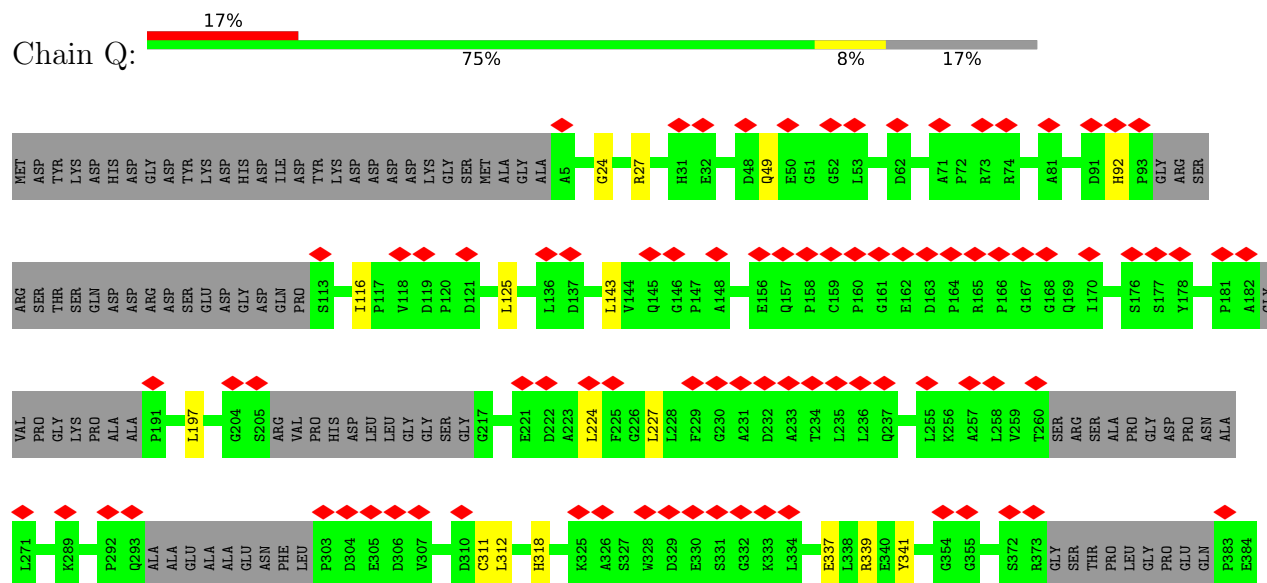 17%
Chain Q:
75% 8% 17%
MET ASP TYR LYS ASP HIS ASP GLY ASP TYR LYS ASP HIS ASP ILE ASP TYR LYS ASP ASP ASP ASP LYS GLY SER MET ALA GLY ALA A5 G24 R27 H31 E32 D48 Q49 E50 G51 G52 L53 D62 A71 P72 R73 R74 A81 D91 H92 P93 GLY ARG SER
ARG SER THR SER GLN ASP ASP ARG ASP SER GLU ASP GLY ASP GLN PRO S113 I116 P117 V118 D119 P120 D121 L125 L136 D137 L143 V144 Q145 G146 P147 A148 E156 Q157 P158 C159 P160 G161 E162 D163 P164 R165 P166 G167 G168 Q169 I170 S176 S177 Y178 P181 A182 GLY
VAL PRO GLY LYS PRO ALA ALA P191 L197 G204 S205 ARG VAL PRO HIS ASP LEU LEU GLY GLY SER GLY G217 E221 D222 A223 L224 F225 G226 L227 L228 F229 G230 A231 D232 A233 T234 L235 L236 Q237 L255 K256 A257 L258 V259 T260 SER ARG SER ALA PRO GLY ASP PRO ASN ALA
L271 K289 P292 Q293 ALA ALA GLU ALA ALA GLU ASN PHE LEU P303 D304 E305 D306 V307 D310 C311 L312 H318 K325 A326 S327 W328 D329 E330 S331 G332 K333 L334 E337 L338 R339 E340 Y341 G354 G355 S372 R373 GLY SER THR PRO LEU GLY PRO GLU GLN P383 E384